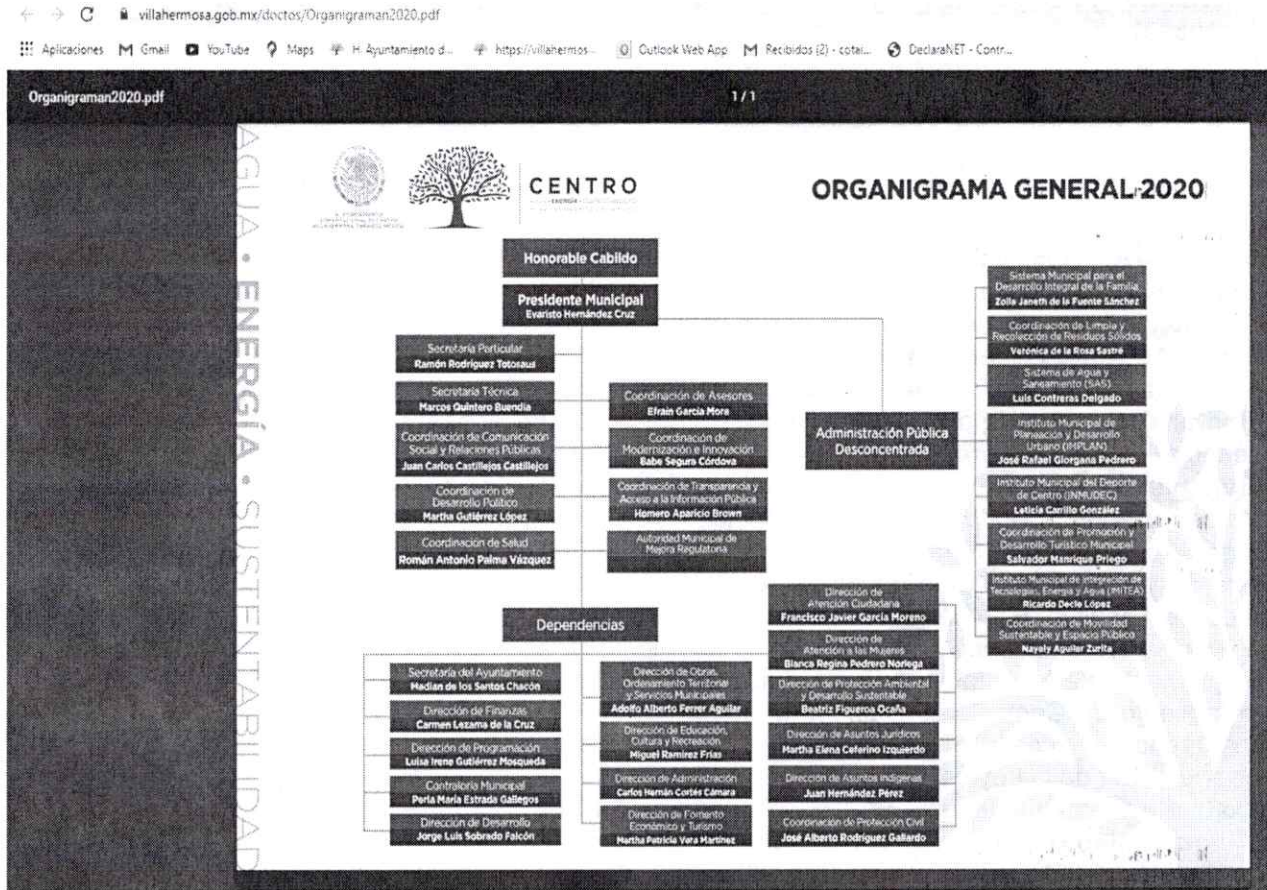 villahermosa.gob.mx/doctos/Organigraman2020.pdf
Aplicaciones
Gmail
YouTube
Maps
H. Ayuntamiento d...
https://villahermos...
Outlook Web App
Recibidos (2) - cotai...
DeclaraNET - Contr...
Organigraman2020.pdf
1 / 1
AGUA • ENERGÍA • SUSTENTABILIDAD
CENTRO
ORGANIGRAMA GENERAL 2020
Honorable Cabildo
Presidente Municipal
Evaristo Hernández Cruz
Secretaría Particular
Ramón Rodríguez Totosaus
Secretaría Técnica
Marcos Quintero Buendía
Coordinación de Comunicación
Social y Relaciones Públicas
Juan Carlos Castillejos Castillejos
Coordinación de
Desarrollo Político
Martha Gutiérrez López
Coordinación de Salud
Román Antonio Palma Vázquez
Coordinación de Asesores
Efraín García Mora
Coordinación de
Modernización e Innovación
Babe Segura Córdova
Coordinación de Transparencia y
Acceso a la Información Pública
Homero Aparicio Brown
Autoridad Municipal de
Mejora Regulatoria
Administración Pública
Desconcentrada
Sistema Municipal para el
Desarrollo Integral de la Familia
Zoila Janeth de la Fuente Sánchez
Coordinación de Limpia y
Recolección de Residuos Sólidos
Verónica de la Rosa Sastré
Sistema de Agua y
Saneamiento (SAS)
Luis Contreras Delgado
Instituto Municipal de
Planeación y Desarrollo
Urbano (IMPLAN)
José Rafael Giorgana Pedrero
Instituto Municipal del Deporte
de Centro (INMUDEC)
Leticia Carrillo González
Coordinación de Promoción y
Desarrollo Turístico Municipal
Salvador Manrique Priego
Instituto Municipal de Integración de
Tecnologías, Energía y Agua (IMITEA)
Ricardo Decle López
Coordinación de Movilidad
Sustentable y Espacio Público
Nayely Aguilar Zurita
Dependencias
Secretaría del Ayuntamiento
Madian de los Santos Chacón
Dirección de Finanzas
Carmen Lezama de la Cruz
Dirección de Programación
Luisa Irene Gutiérrez Mosqueda
Contraloría Municipal
Perla María Estrada Gallegos
Dirección de Desarrollo
Jorge Luis Sobrado Falcón
Dirección de Obras,
Ordenamiento Territorial
y Servicios Municipales
Adolfo Alberto Ferrer Aguilar
Dirección de Educación,
Cultura y Recreación
Miguel Ramírez Frías
Dirección de Administración
Carlos Hernán Cortés Cámara
Dirección de Fomento
Económico y Turismo
Martha Patricia Vera Martínez
Dirección de
Atención Ciudadana
Francisco Javier García Moreno
Dirección de
Atención a las Mujeres
Blanca Regina Pedrero Noriega
Dirección de Protección Ambiental
y Desarrollo Sustentable
Beatriz Figueroa Ocaña
Dirección de Asuntos Jurídicos
Martha Elena Ceferino Izquierdo
Dirección de Asuntos Indígenas
Juan Hernández Pérez
Coordinación de Protección Civil
José Alberto Rodríguez Gallardo